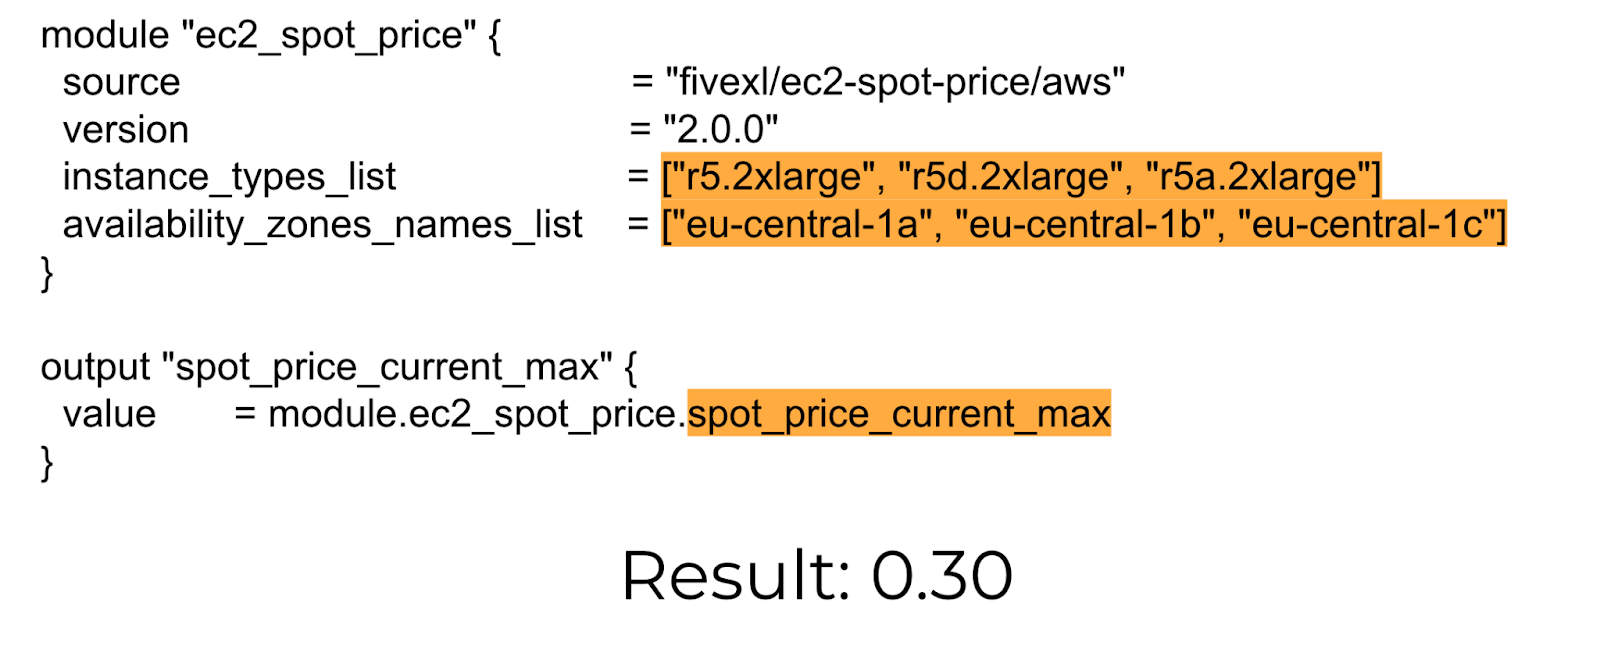 module "ec2_spot_price" {
source = "fivexl/ec2-spot-price/aws"
version = "2.0.0"
instance_types_list = ["r5.2xlarge", "r5d.2xlarge", "r5a.2xlarge"]
availability_zones_names_list = ["eu-central-1a", "eu-central-1b", "eu-central-1c"]
}
output "spot_price_current_max" {
value = module.ec2_spot_price.spot_price_current_max
}
Result: 0.30